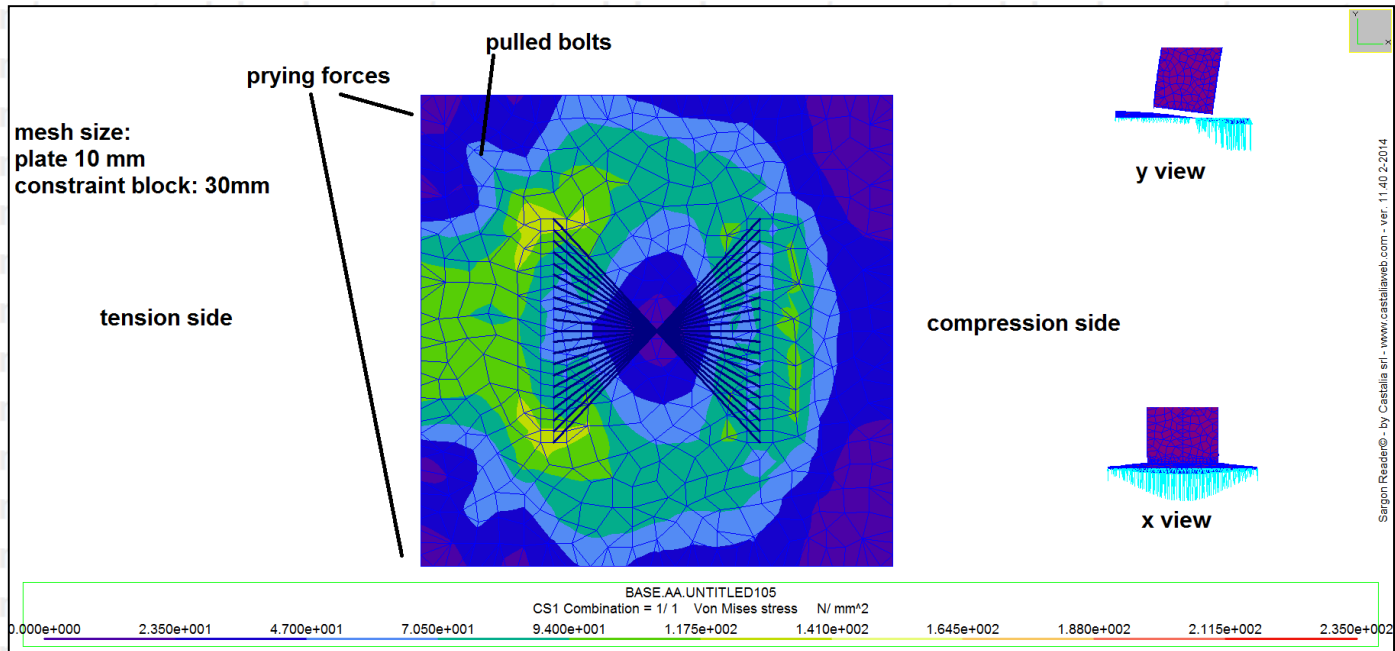 pulled bolts
prying forces
mesh size:
plate 10 mm
constraint block: 30mm
tension side
compression side
Y
X
y view
x view
Sargon Reader© - by Castalia srl - www.castaliaweb.com - ver. 11.40 2-2014
BASE.AA.UNTITLED105
CS1 Combination = 1/ 1 Von Mises stress N/ mm^2
0.000e+000 2.350e+001 4.700e+001 7.050e+001 9.400e+001 1.175e+002 1.410e+002 1.645e+002 1.880e+002 2.115e+002 2.350e+002